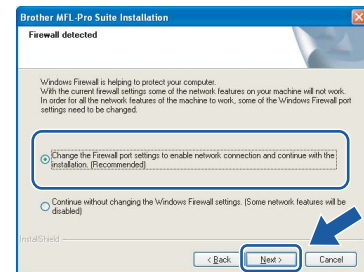 Brother MFL-Pro Suite Installation
Firewall detected
Windows Firewall is helping to protect your computer.
With the current firewall settings some of the network features on your machine will not work.
In order for all the network features of the machine to work, some of the Windows Firewall port
settings need to be changed.
Change the Firewall port settings to enable network connection and continue with the
installation. (Recommended)
Continue without changing the Windows Firewall settings. (Some network features will be
disabled)
InstallShield
< Back
Next >
Cancel